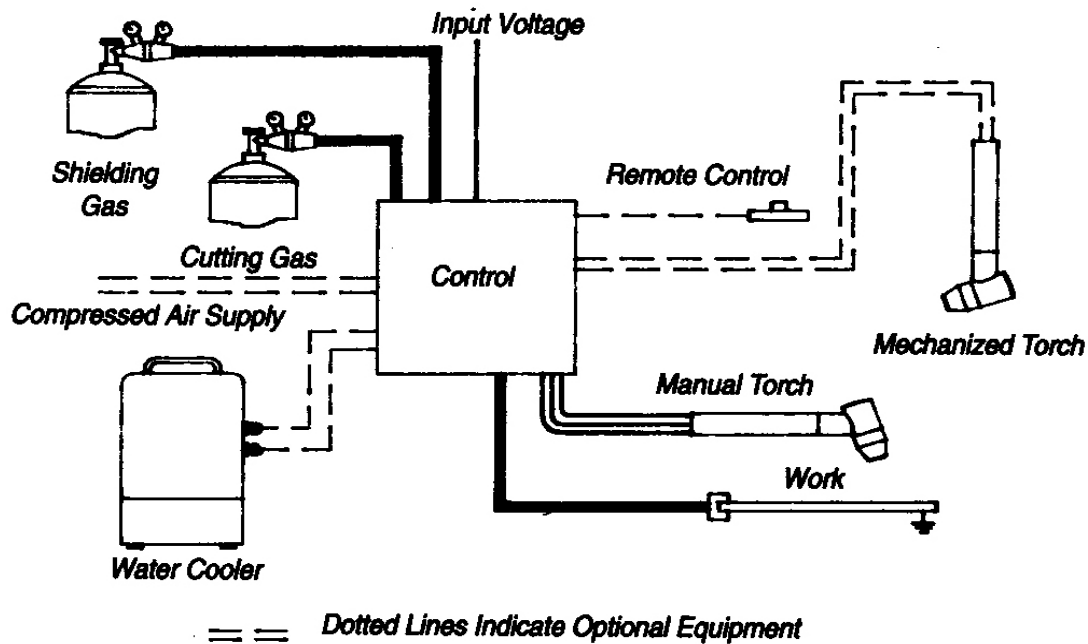 Input Voltage
Shielding
Gas
Remote Control
Cutting Gas
Control
Compressed Air Supply
Mechanized Torch
Manual Torch
Work
Water Cooler
Dotted Lines Indicate Optional Equipment